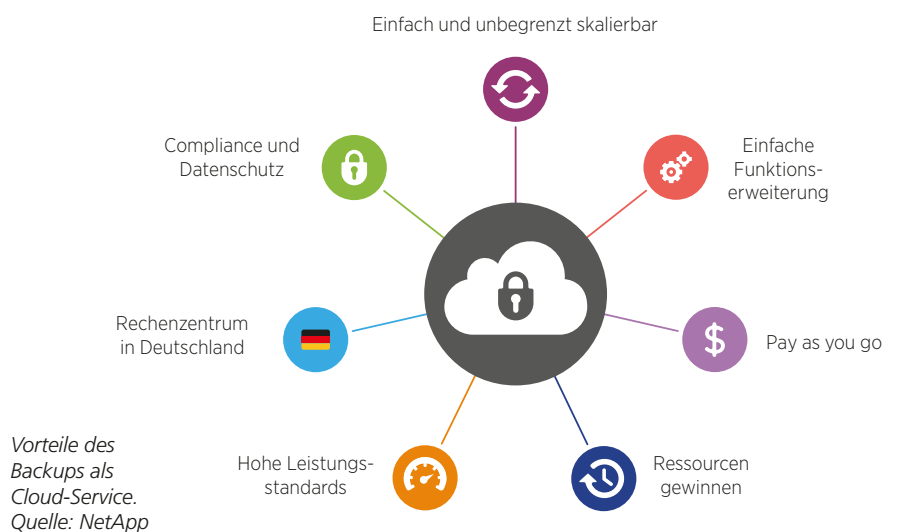 Einfach und unbegrenzt skalierbar
Compliance und
Datenschutz
Einfache
Funktions-
erweiterung
Rechenzentrum
in Deutschland
$
Pay as you go
Hohe Leistungs-
standards
Ressourcen
gewinnen
Vorteile des
Backups als
Cloud-Service.
Quelle: NetApp